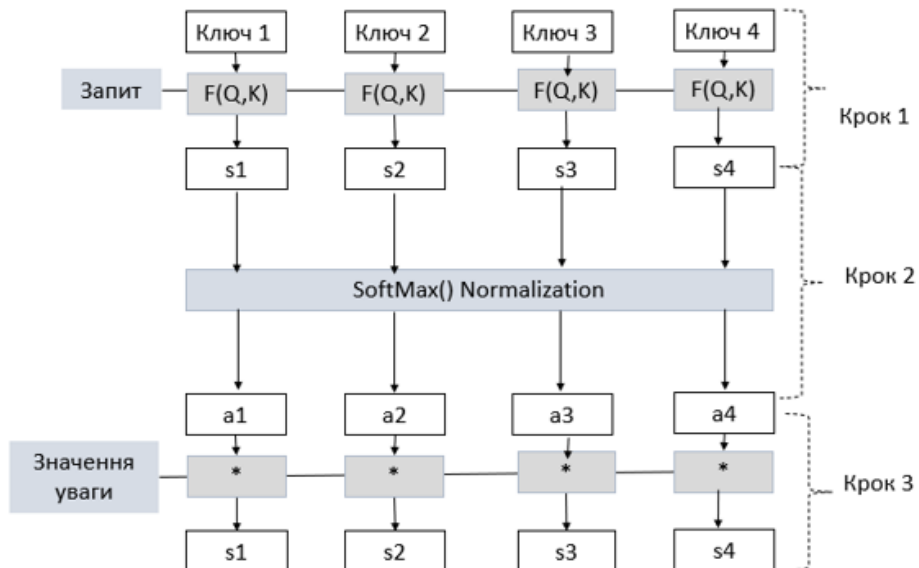 Ключ 1 Ключ 2 Ключ 3 Ключ 4
Запит F(Q,K) F(Q,K) F(Q,K) F(Q,K)
Крок 1
s1 s2 s3 s4
SoftMax() Normalization
Крок 2
a1 a2 a3 a4
Значення
уваги
* * * *
Крок 3
s1 s2 s3 s4